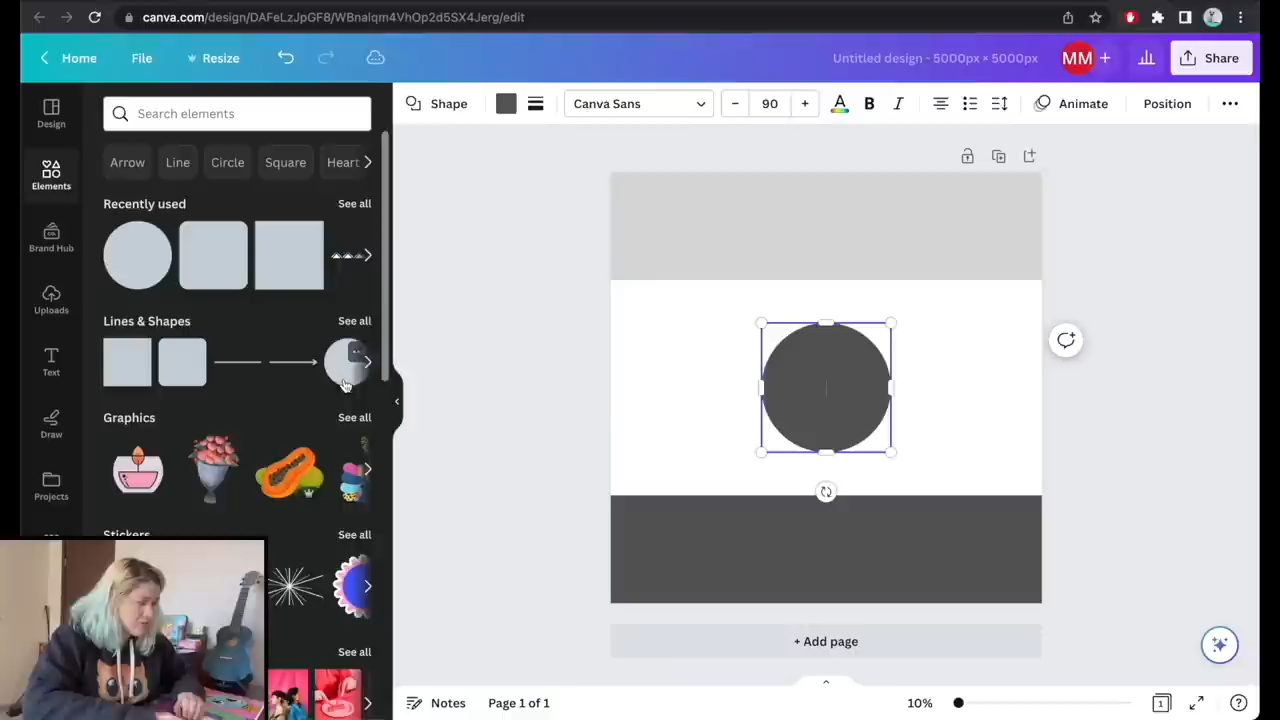 canva.com/design/DAFeLzJpGF8/WBnalqm4VhOp2d5SX4Jerg/edit
Home
File
Resize
Untitled design - 5000px × 5000px
MM
+
Share
Shape
Canva Sans
− 90 +
A
B
I
Animate
Position
Design
Elements
Brand Hub
Uploads
Text
Draw
Projects
Search elements
Arrow
Line
Circle
Square
Heart
Recently used
See all
Lines & Shapes
See all
Graphics
See all
Stickers
See all
See all
+ Add page
Notes
Page 1 of 1
10%
1
?